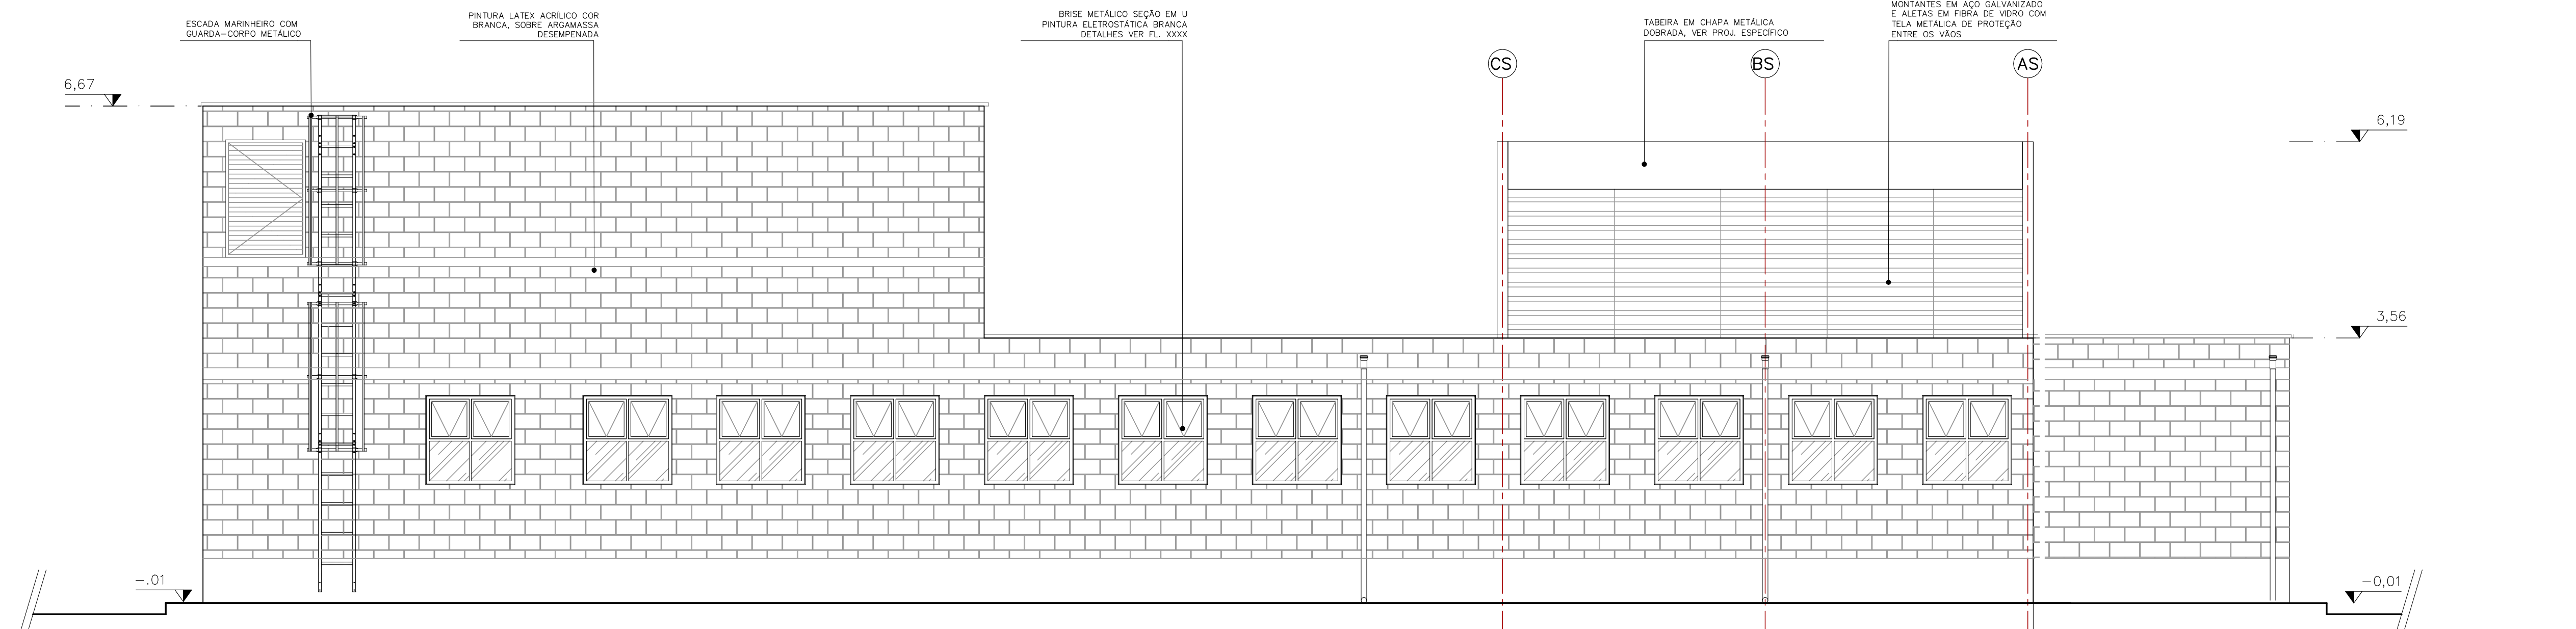 ESCADA MARINHEIRO COM
GUARDA-CORPO METÁLICO
PINTURA LATEX ACRÍLICO COR
BRANCA, SOBRE ARGAMASSA
DESEMPENADA
BRISE METÁLICO SEÇÃO EM U
PINTURA ELETROSTÁTICA BRANCA
DETALHES VER FL. XXXX
TABEIRA EM CHAPA METÁLICA
DOBRADA, VER PROJ. ESPECÍFICO
MONTANTES EM AÇO GALVANIZADO
E ALETAS EM FIBRA DE VIDRO COM
TELA METÁLICA DE PROTEÇÃO
ENTRE OS VÃOS
CS
BS
AS
6,67
6,19
3,56
-.01
-0,01